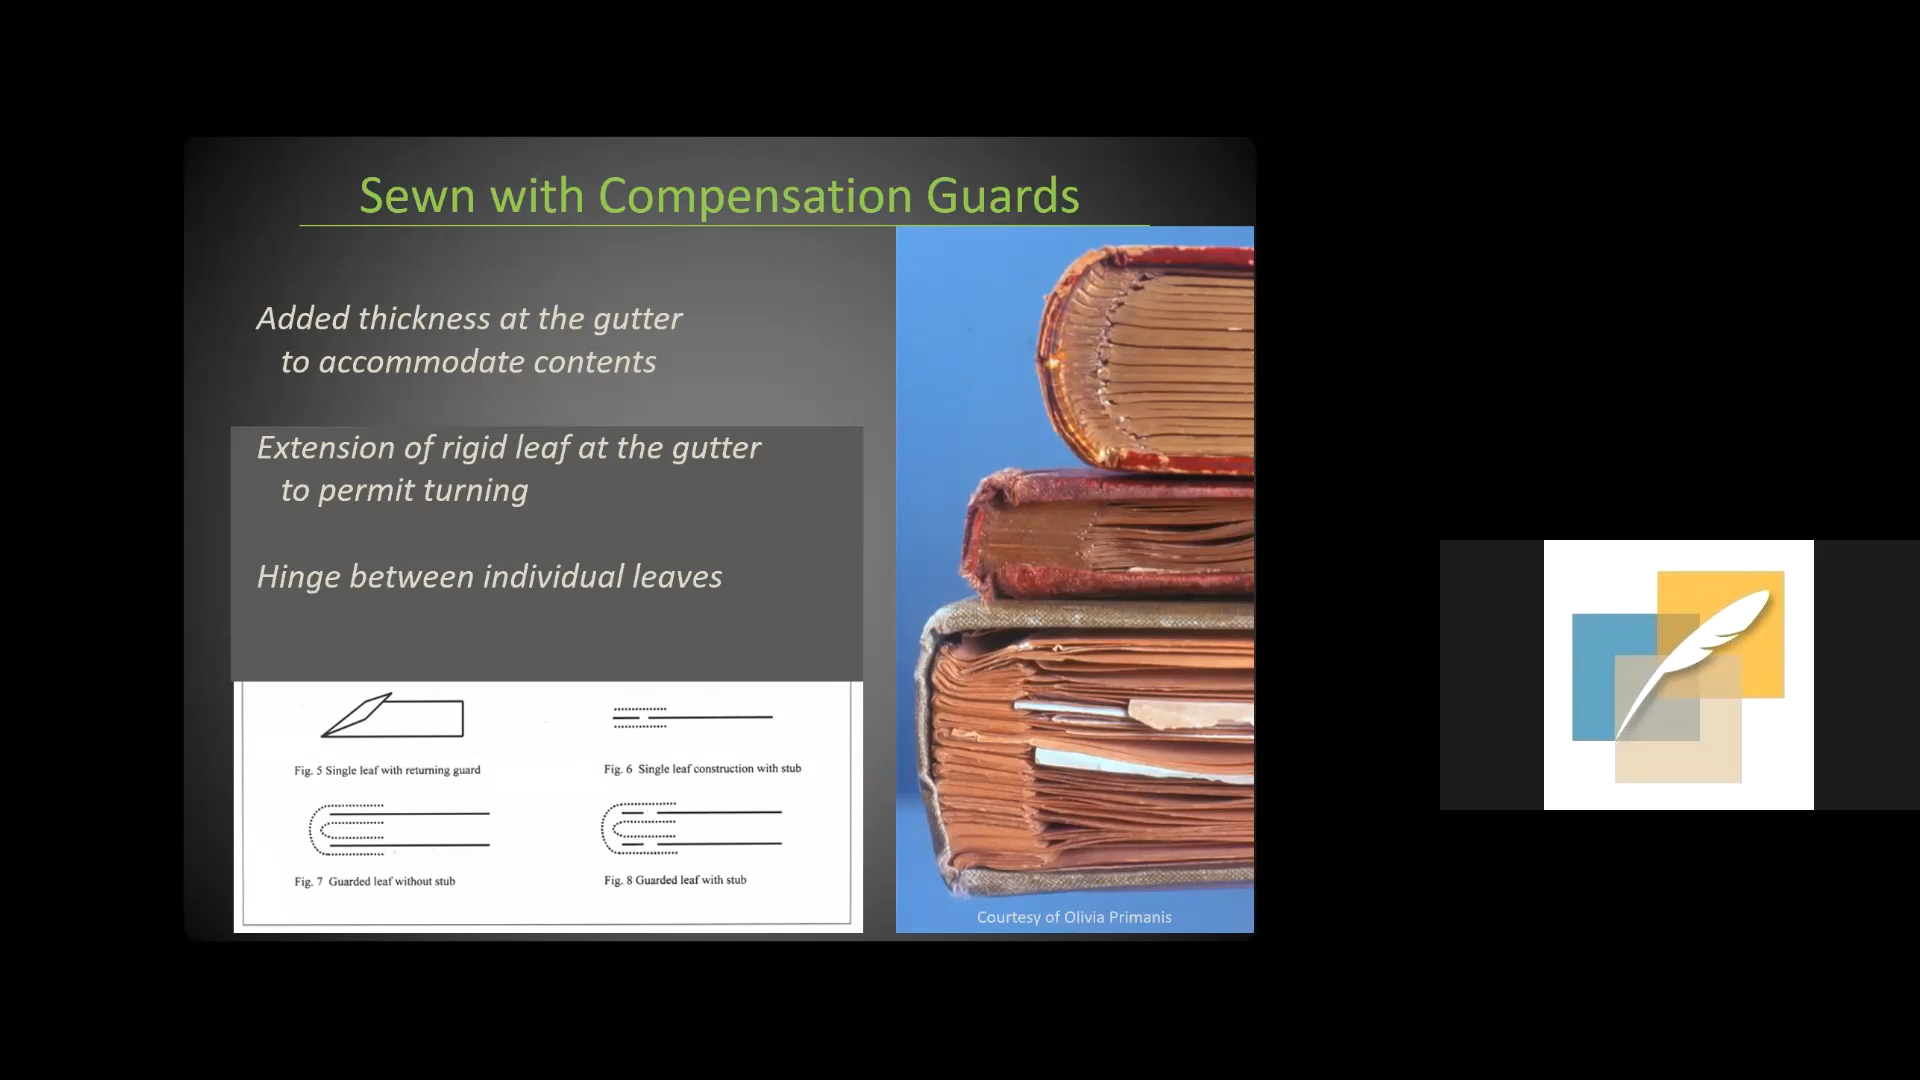 Sewn with Compensation Guards
Added thickness at the gutter
to accommodate contents
Extension of rigid leaf at the gutter
to permit turning
Hinge between individual leaves
Fig. 5 Single leaf with returning guard
Fig. 6 Single leaf construction with stub
Fig. 7 Guarded leaf without stub
Fig. 8 Guarded leaf with stub
Courtesy of Olivia Primanis